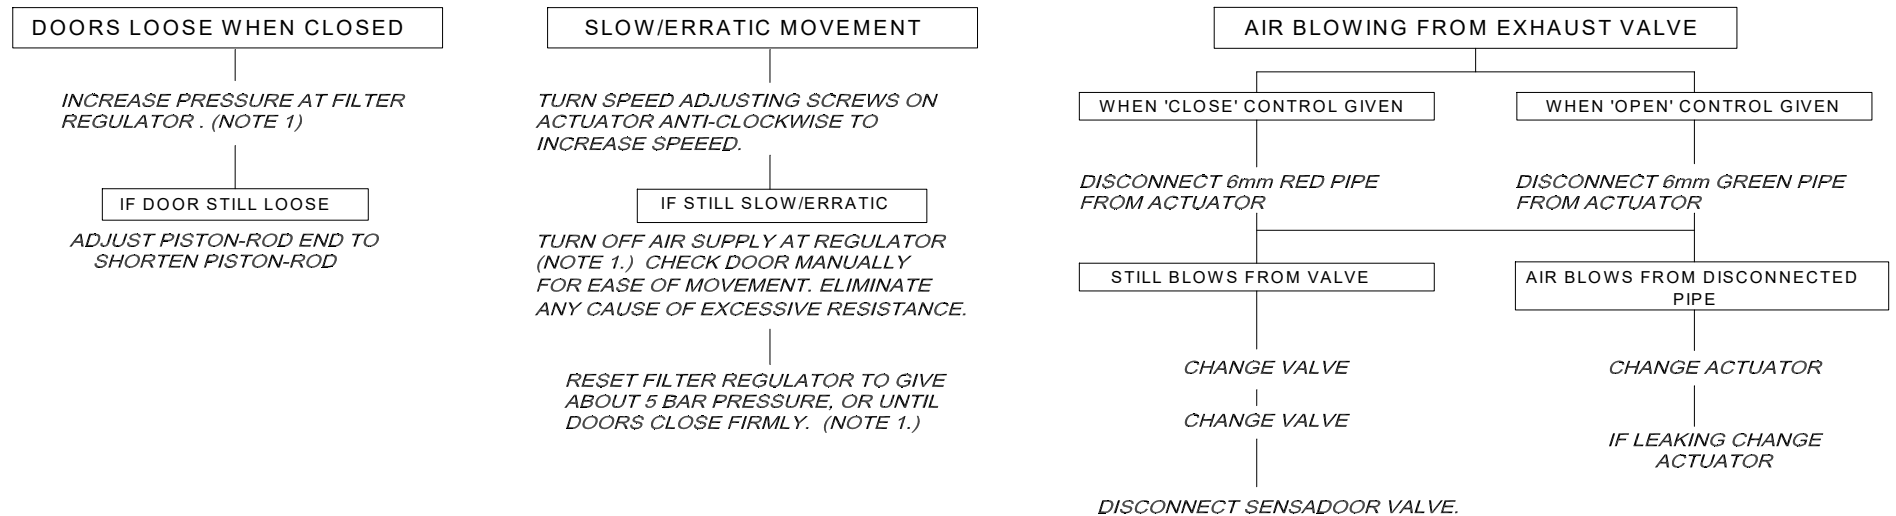 DOORS LOOSE WHEN CLOSED
INCREASE PRESSURE AT FILTER
REGULATOR . (NOTE 1)
IF DOOR STILL LOOSE
ADJUST PISTON-ROD END TO
SHORTEN PISTON-ROD
SLOW/ERRATIC MOVEMENT
TURN SPEED ADJUSTING SCREWS ON
ACTUATOR ANTI-CLOCKWISE TO
INCREASE SPEEED.
IF STILL SLOW/ERRATIC
TURN OFF AIR SUPPLY AT REGULATOR
(NOTE 1.) CHECK DOOR MANUALLY
FOR EASE OF MOVEMENT. ELIMINATE
ANY CAUSE OF EXCESSIVE RESISTANCE.
RESET FILTER REGULATOR TO GIVE
ABOUT 5 BAR PRESSURE, OR UNTIL
DOORS CLOSE FIRMLY. (NOTE 1.)
AIR BLOWING FROM EXHAUST VALVE
WHEN 'CLOSE' CONTROL GIVEN
DISCONNECT 6mm RED PIPE
FROM ACTUATOR
WHEN 'OPEN' CONTROL GIVEN
DISCONNECT 6mm GREEN PIPE
FROM ACTUATOR
STILL BLOWS FROM VALVE
CHANGE VALVE
CHANGE VALVE
DISCONNECT SENSADOOR VALVE.
AIR BLOWS FROM DISCONNECTED
PIPE
CHANGE ACTUATOR
IF LEAKING CHANGE
ACTUATOR